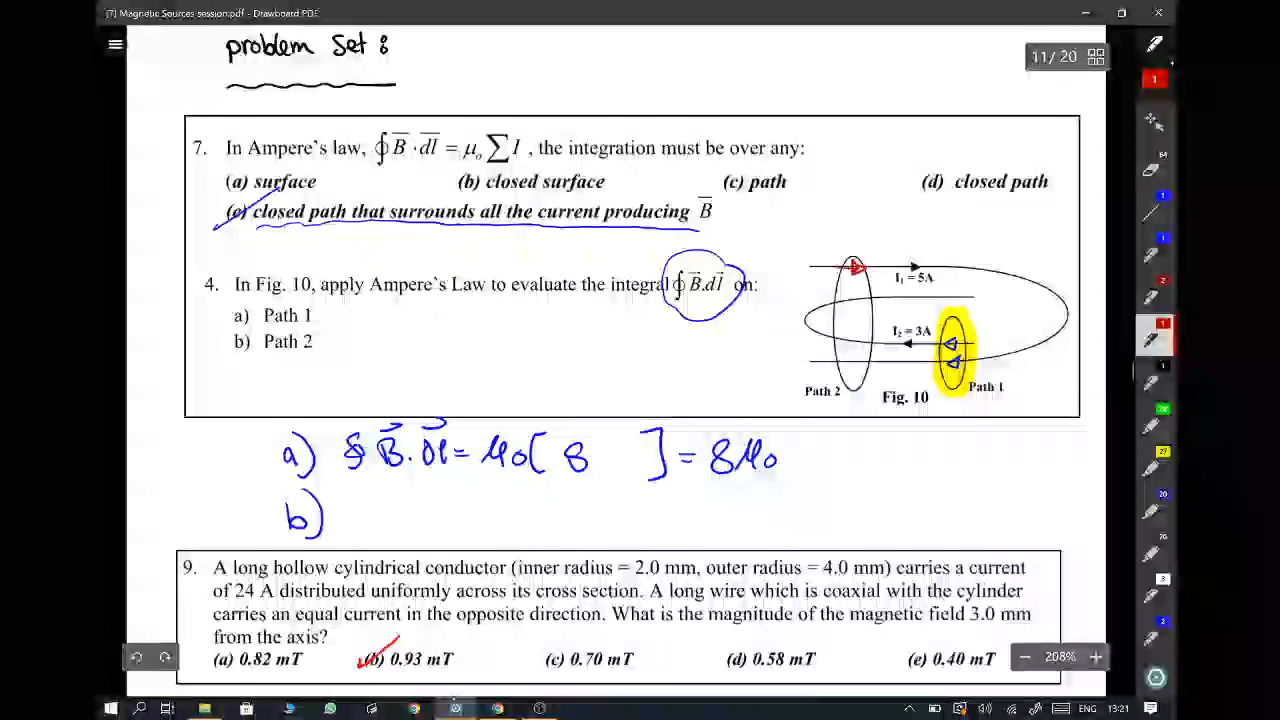 [7] Magnetic Sources session.pdf - Drawboard PDF
problem Set :
11/ 20
7. In Ampere's law, ∮ B · dl = μ₀ ∑ I , the integration must be over any:
(a) surface (b) closed surface (c) path (d) closed path
(e) closed path that surrounds all the current producing B
4. In Fig. 10, apply Ampere's Law to evaluate the integral ∮ B.dl on:
a) Path 1
b) Path 2
I₁ = 5A
I₂ = 3A
Path 2
Path 1
Fig. 10
a) ∮ B. dl = μ₀ [ 8 ] = 8μ₀
b)
9. A long hollow cylindrical conductor (inner radius = 2.0 mm, outer radius = 4.0 mm) carries a current
of 24 A distributed uniformly across its cross section. A long wire which is coaxial with the cylinder
carries an equal current in the opposite direction. What is the magnitude of the magnetic field 3.0 mm
from the axis?
(a) 0.82 mT (b) 0.93 mT (c) 0.70 mT (d) 0.58 mT (e) 0.40 mT
208%
ENG 13:21